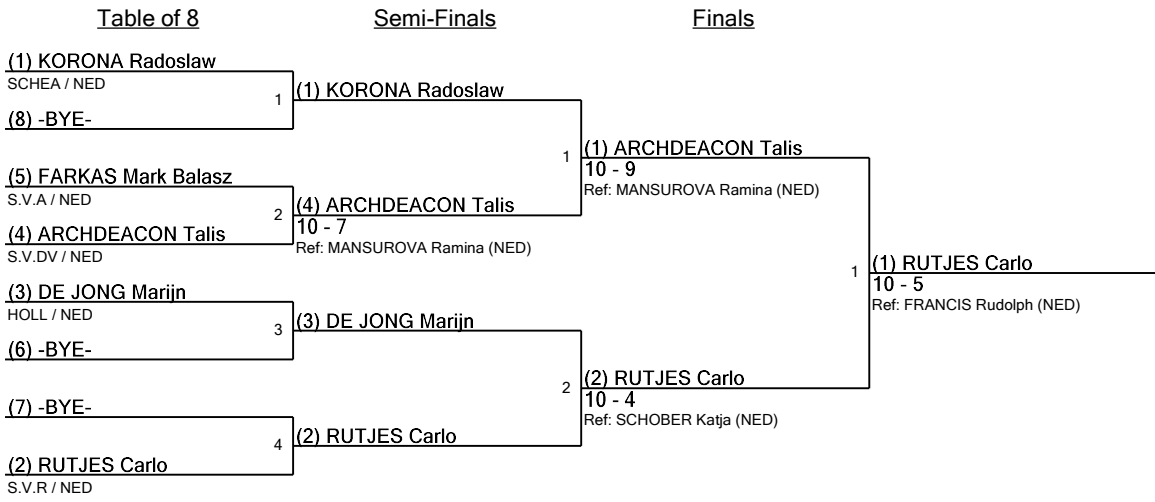 Table of 8
Semi-Finals
Finals
(1) KORONA Radoslaw
SCHEA / NED
1
(8) -BYE-
(5) FARKAS Mark Balasz
S.V.A / NED
2
(4) ARCHDEACON Talis
S.V.DV / NED
(3) DE JONG Marijn
HOLL / NED
3
(6) -BYE-
(7) -BYE-
4
(2) RUTJES Carlo
S.V.R / NED
(1) KORONA Radoslaw
1
(4) ARCHDEACON Talis
10 - 7
Ref: MANSUROVA Ramina (NED)
(3) DE JONG Marijn
2
(2) RUTJES Carlo
(1) ARCHDEACON Talis
10 - 9
Ref: MANSUROVA Ramina (NED)
1
(2) RUTJES Carlo
10 - 4
Ref: SCHOBER Katja (NED)
(1) RUTJES Carlo
10 - 5
Ref: FRANCIS Rudolph (NED)